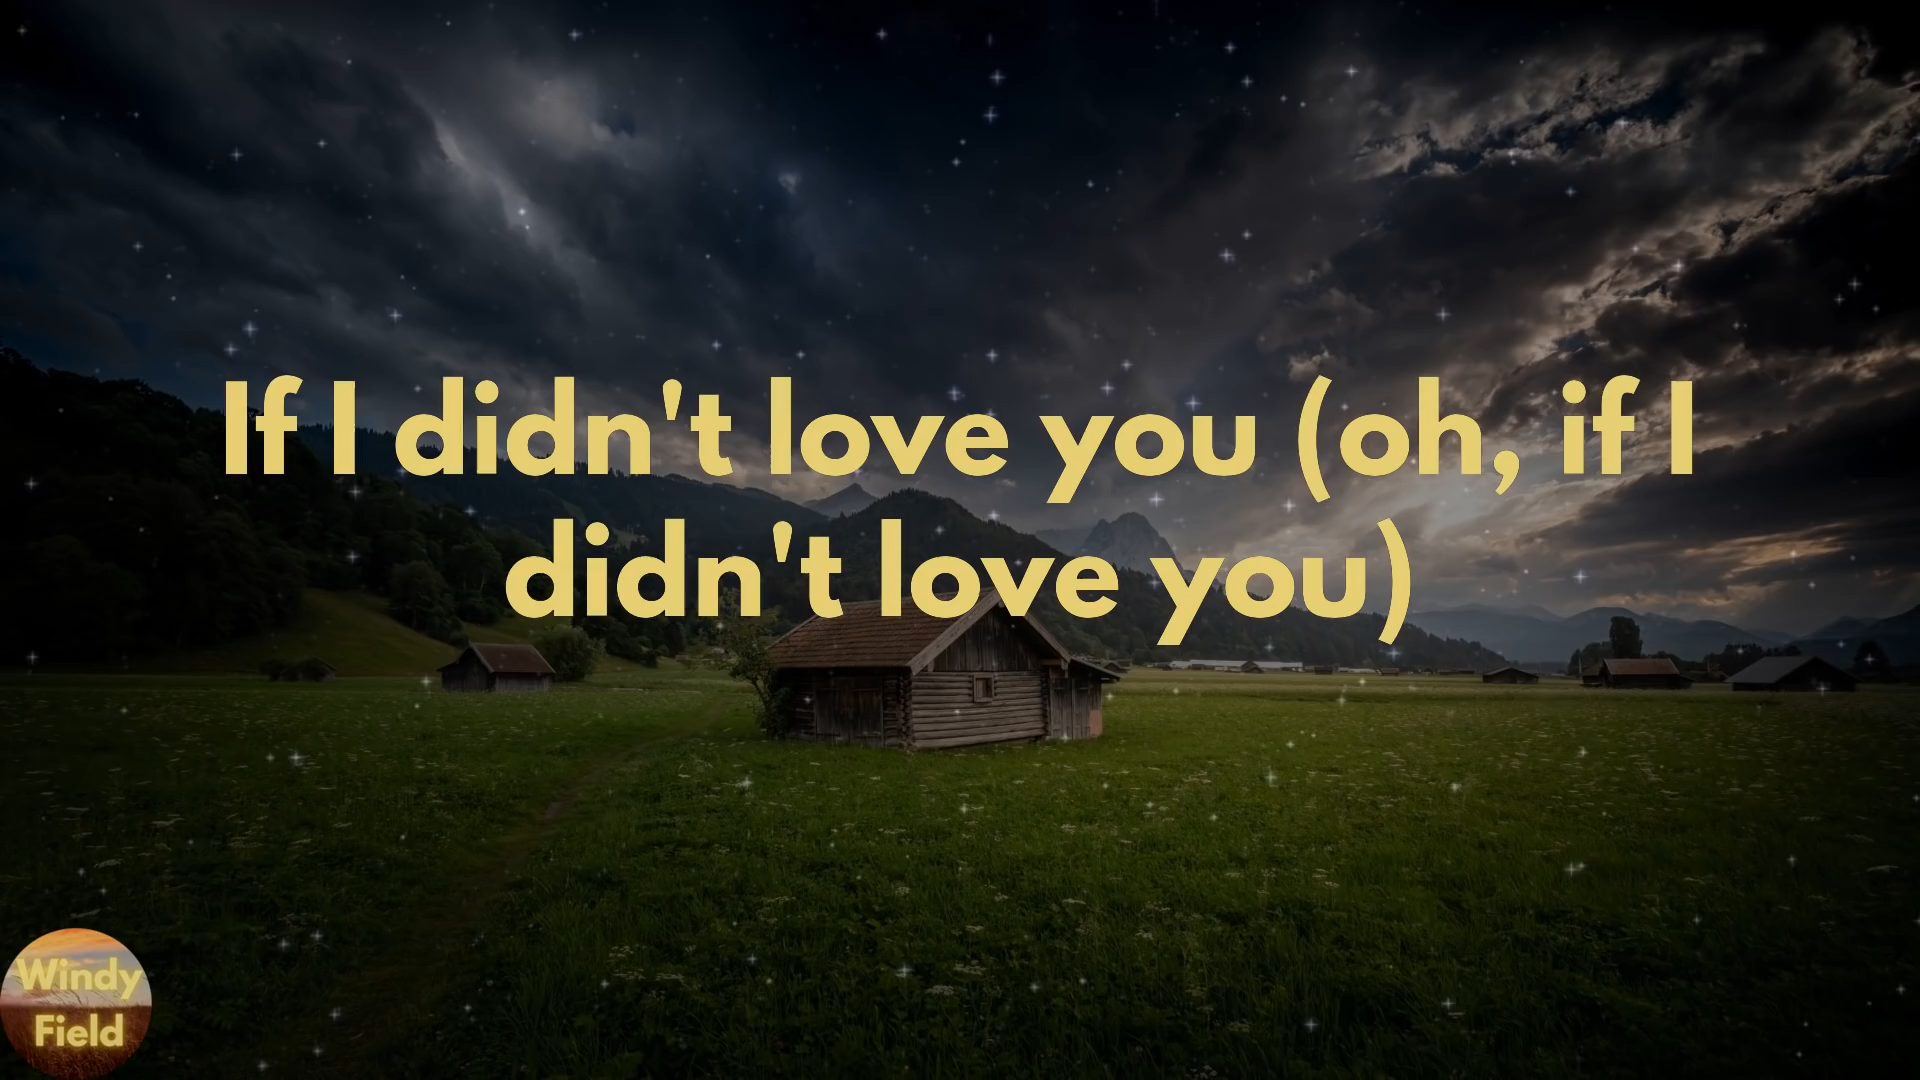 If I didn't love you (oh, if I
didn't love you)
Windy
Field